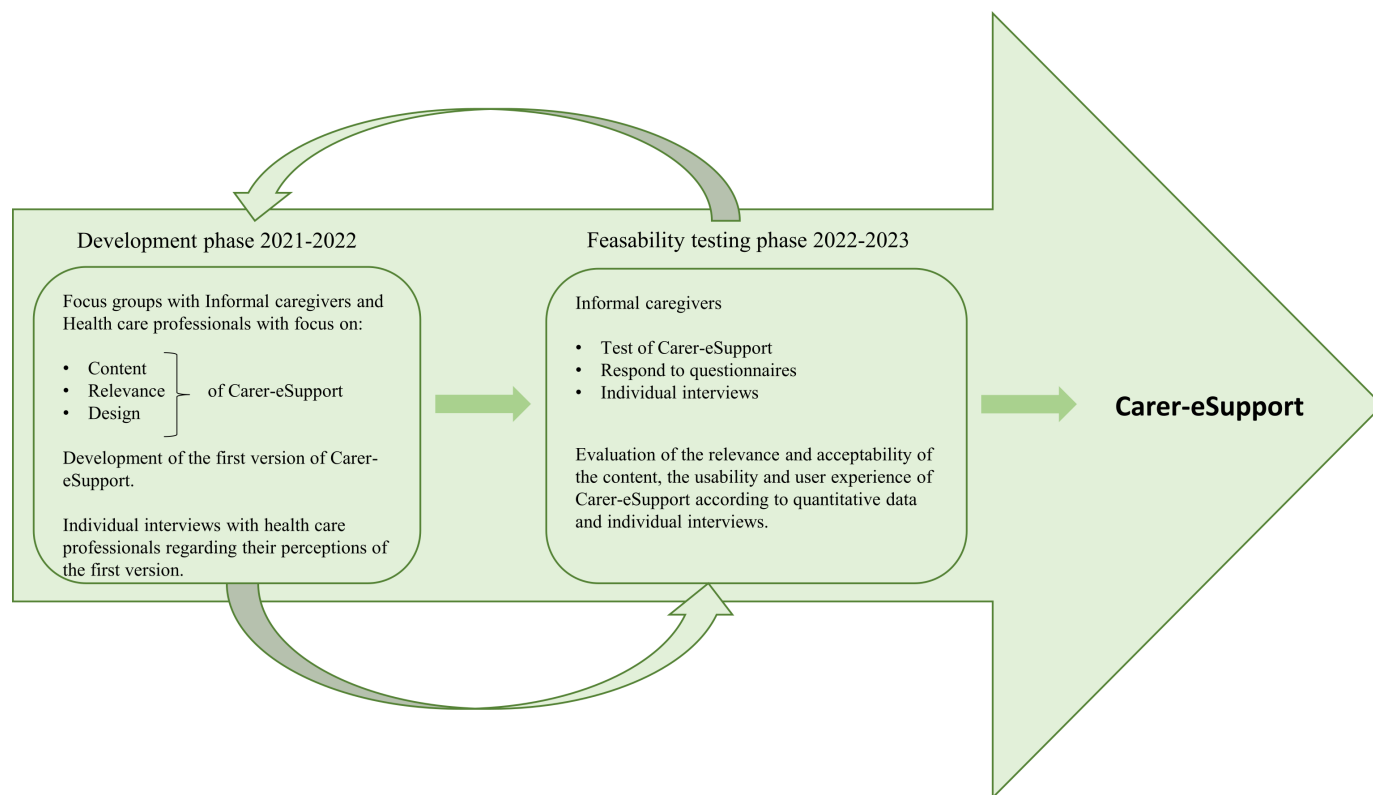 Development phase 2021-2022
Focus groups with Informal caregivers and
Health care professionals with focus on:
• Content
• Relevance
• Design
of Carer-eSupport
Development of the first version of Carer-
eSupport.
Individual interviews with health care
professionals regarding their perceptions of
the first version.
Feasability testing phase 2022-2023
Informal caregivers
• Test of Carer-eSupport
• Respond to questionnaires
• Individual interviews
Evaluation of the relevance and acceptability of
the content, the usability and user experience of
Carer-eSupport according to quantitative data
and individual interviews.
Carer-eSupport